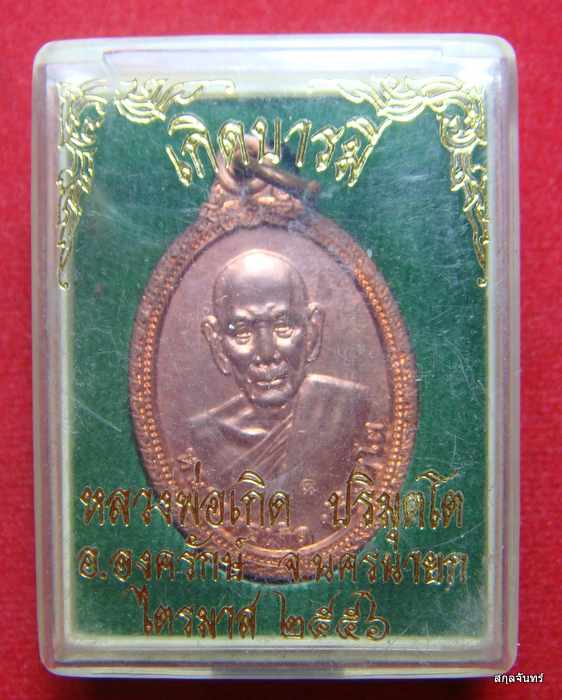 เกิดบารมี
หลวงพ่อเกิด ปริมุตโต
อ.องครักษ์ จ.นครนายก
ไตรมาส ๒๕๕๖
สกุลจันทร์